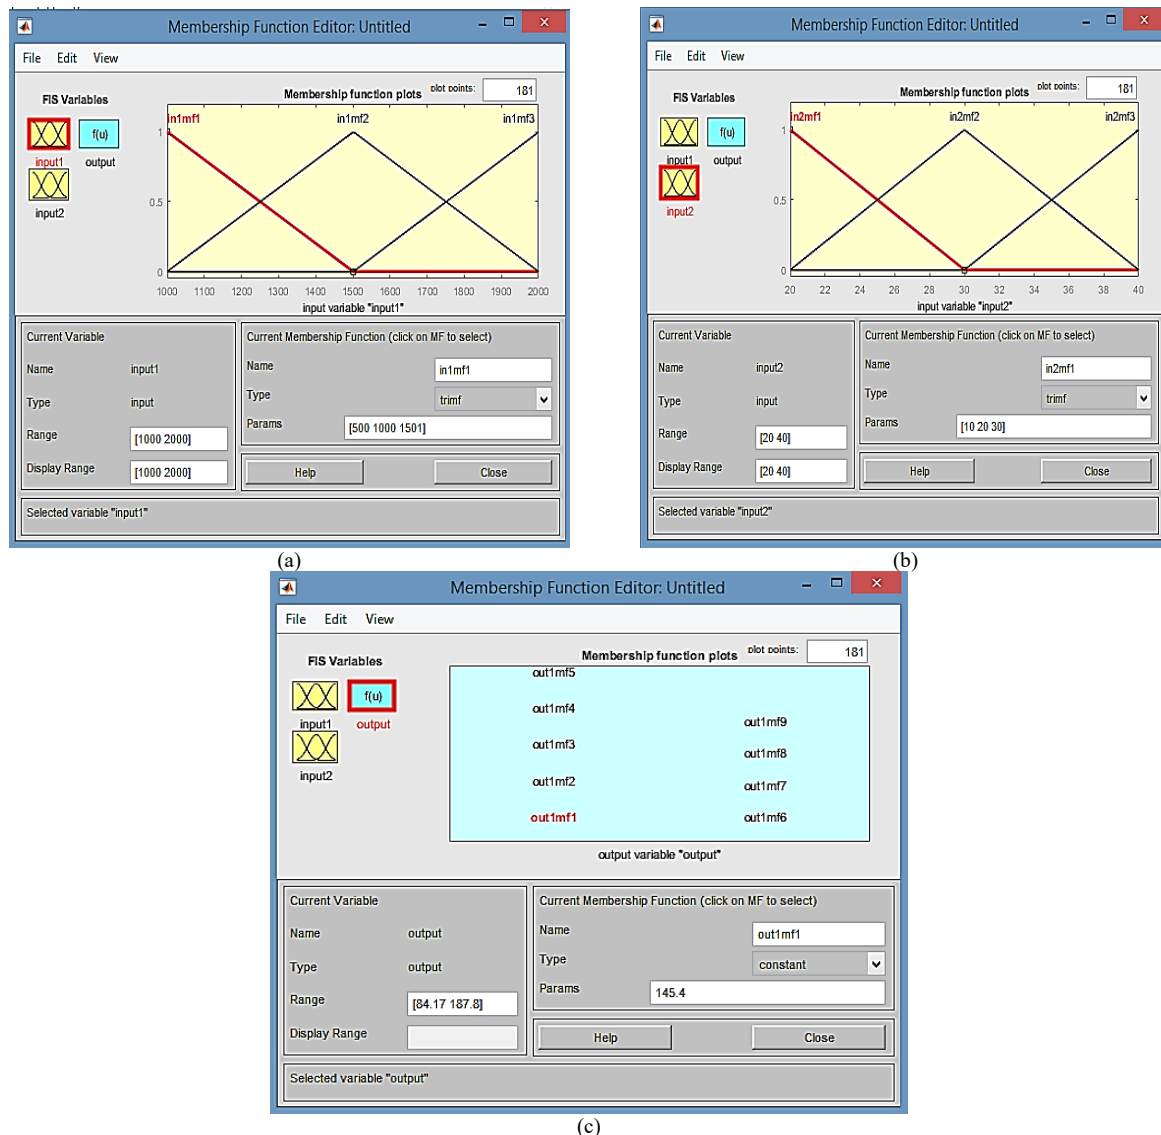 Membership Function Editor: Untitled
File Edit View
FIS Variables
input1
output
input2
Membership function plots
plot points: 181
in1mf1 in1mf2 in1mf3
1
0.5
0
1000 1100 1200 1300 1400 1500 1600 1700 1800 1900 2000
input variable "input1"
Current Variable
Name input1
Type input
Range [1000 2000]
Display Range [1000 2000]
Current Membership Function (click on MF to select)
Name in1mf1
Type trimf
Params [500 1000 1501]
Help Close
Selected variable "input1"
(a)
Membership Function Editor: Untitled
File Edit View
FIS Variables
input1
output
input2
Membership function plots
plot points: 181
in2mf1 in2mf2 in2mf3
1
0.5
0
20 22 24 26 28 30 32 34 36 38 40
input variable "input2"
Current Variable
Name input2
Type input
Range [20 40]
Display Range [20 40]
Current Membership Function (click on MF to select)
Name in2mf1
Type trimf
Params [10 20 30]
Help Close
Selected variable "input2"
(b)
Membership Function Editor: Untitled
File Edit View
FIS Variables
f(u)
input1
output
input2
Membership function plots
plot points: 181
out1mf5
out1mf4
out1mf3
out1mf2
out1mf1
out1mf9
out1mf8
out1mf7
out1mf6
output variable "output"
Current Variable
Name output
Type output
Range [84.17 187.8]
Display Range
Current Membership Function (click on MF to select)
Name out1mf1
Type constant
Params 145.4
Help Close
Selected variable "output"
(c)